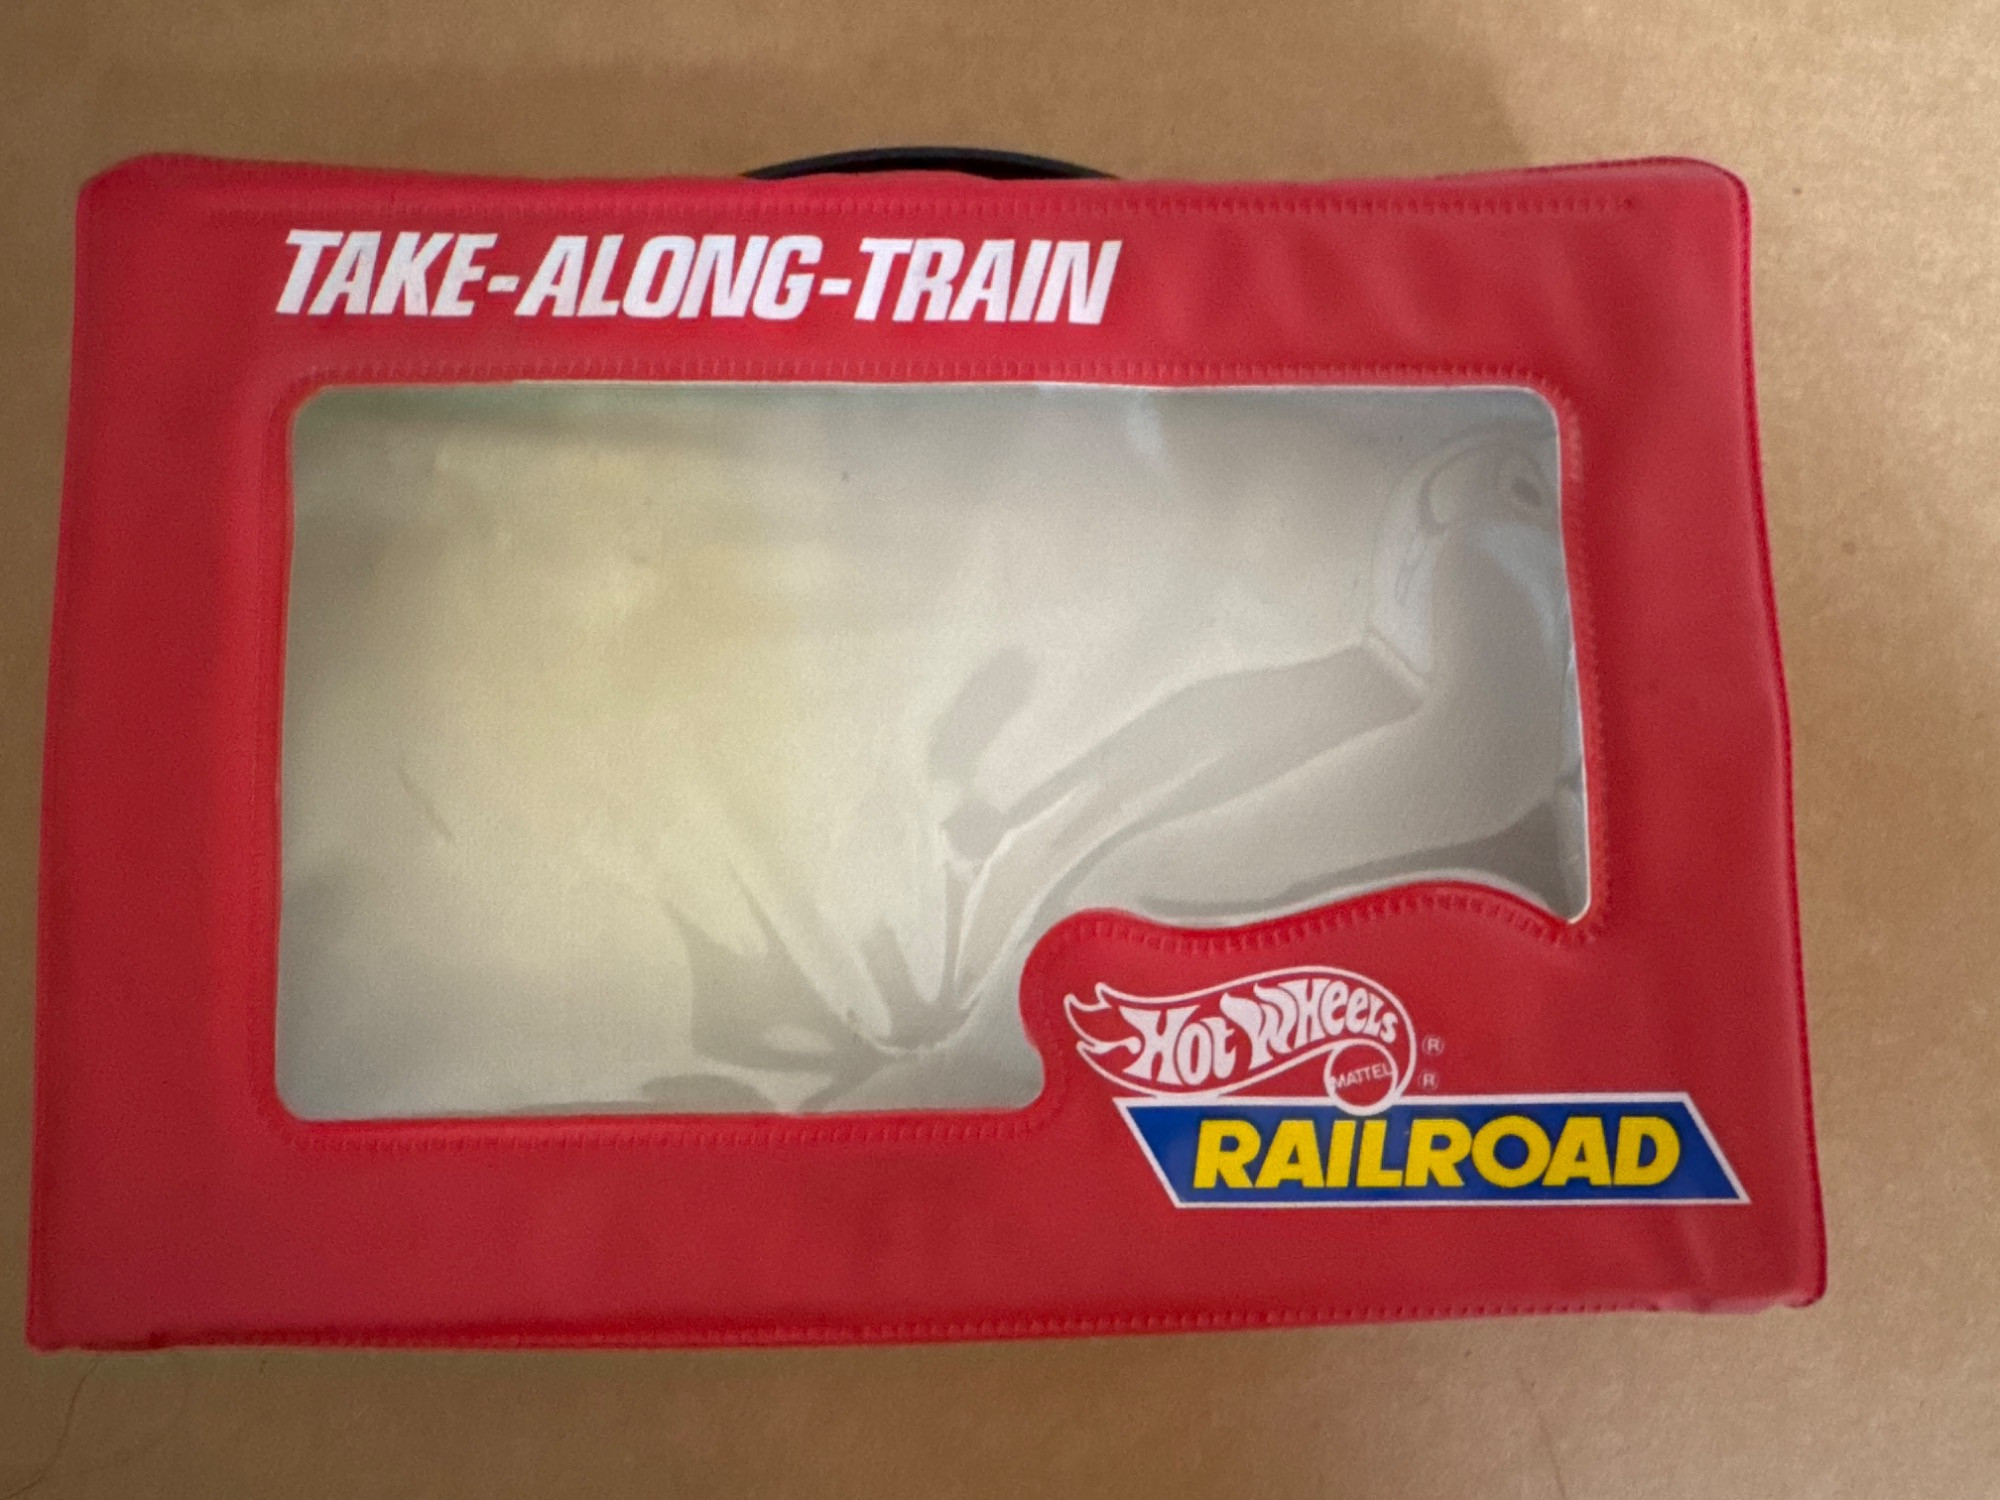 TAKE-ALONG-TRAIN
Hot Wheels ®
MATTEL ®
RAILROAD